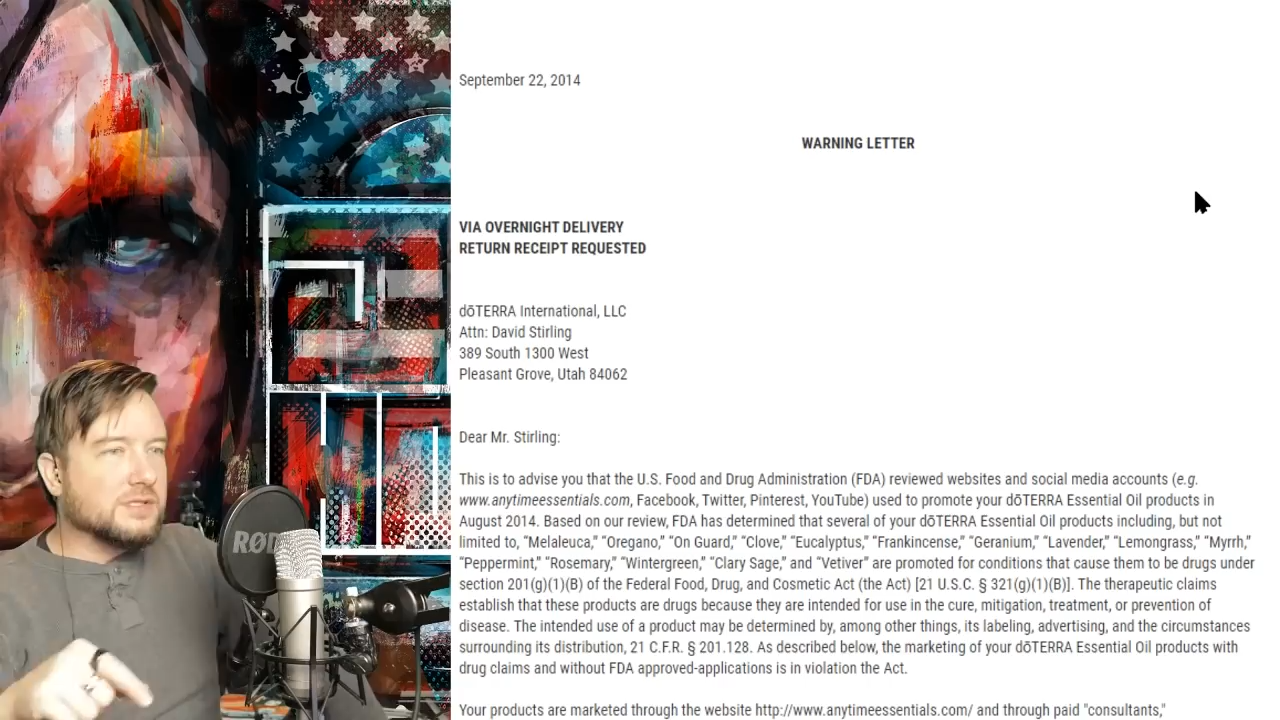 September 22, 2014
WARNING LETTER
VIA OVERNIGHT DELIVERY
RETURN RECEIPT REQUESTED
dōTERRA International, LLC
Attn: David Stirling
389 South 1300 West
Pleasant Grove, Utah 84062
Dear Mr. Stirling:
This is to advise you that the U.S. Food and Drug Administration (FDA) reviewed websites and social media accounts (e.g.
www.anytimeessentials.com, Facebook, Twitter, Pinterest, YouTube) used to promote your dōTERRA Essential Oil products in
August 2014. Based on our review, FDA has determined that several of your dōTERRA Essential Oil products including, but not
limited to, “Melaleuca,” “Oregano,” “On Guard,” “Clove,” “Eucalyptus,” “Frankincense,” “Geranium,” “Lavender,” “Lemongrass,” “Myrrh,”
“Peppermint,” “Rosemary,” “Wintergreen,” “Clary Sage,” and “Vetiver” are promoted for conditions that cause them to be drugs under
section 201(g)(1)(B) of the Federal Food, Drug, and Cosmetic Act (the Act) [21 U.S.C. § 321(g)(1)(B)]. The therapeutic claims
establish that these products are drugs because they are intended for use in the cure, mitigation, treatment, or prevention of
disease. The intended use of a product may be determined by, among other things, its labeling, advertising, and the circumstances
surrounding its distribution, 21 C.F.R. § 201.128. As described below, the marketing of your dōTERRA Essential Oil products with
drug claims and without FDA approved-applications is in violation the Act.
Your products are marketed through the website http://www.anytimeessentials.com/ and through paid "consultants,"
RØDE